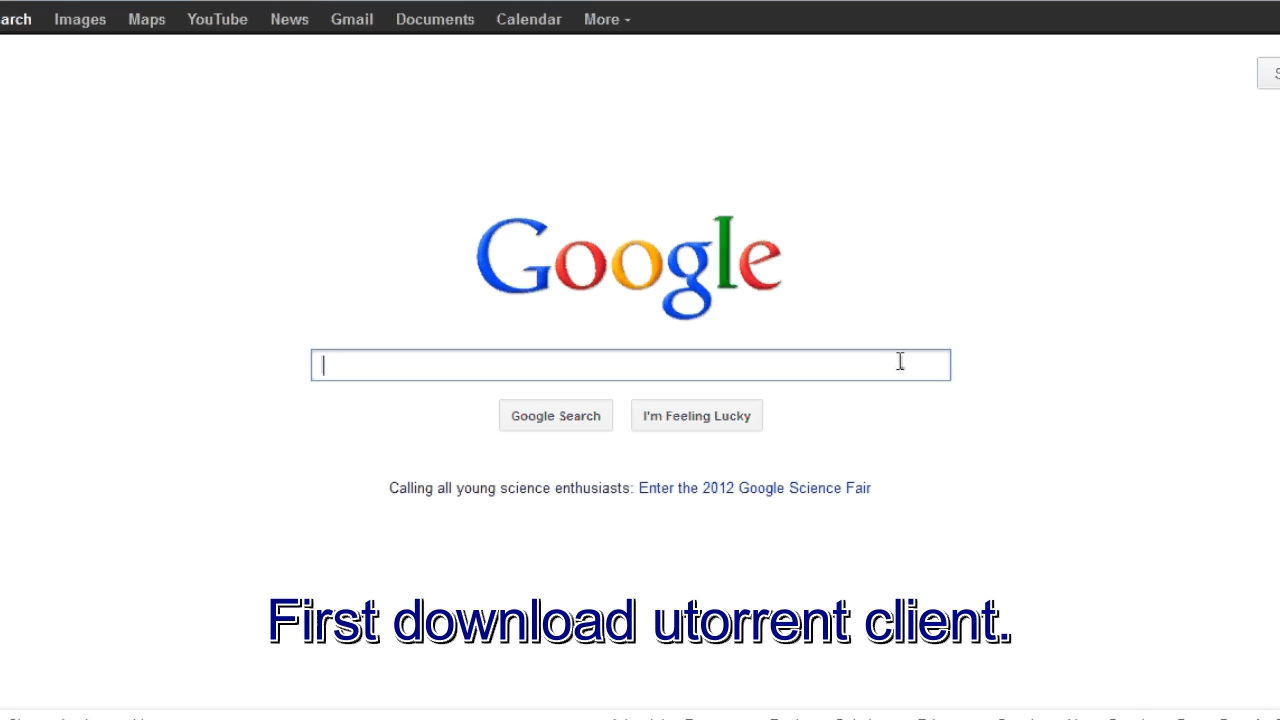 arch Images Maps YouTube News Gmail Documents Calendar More
S
Google
Google Search I'm Feeling Lucky
Calling all young science enthusiasts: Enter the 2012 Google Science Fair
First download utorrent client.